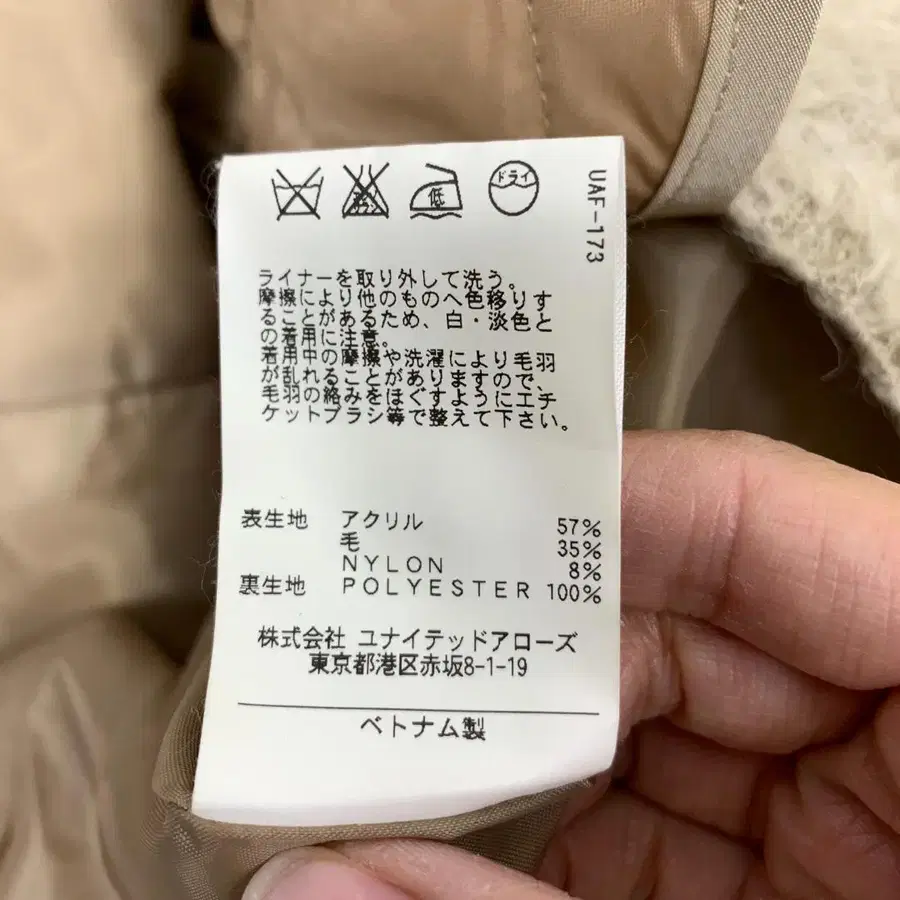 低
ドライ
UAF-173
ライナーを取り外して洗う。
摩擦により他のものへ色移りす
ることがあるため、白・淡色と
の着用に注意。
着用中の摩擦や洗濯により毛羽
が乱れることがありますので、
毛羽の絡みをほぐすようにエチ
ケットブラシ等で整えて下さい。
表生地 アクリル 57%
毛 35%
NYLON 8%
裏生地 POLYESTER 100%
株式会社 ユナイテッドアローズ
東京都港区赤坂8-1-19
ベトナム製